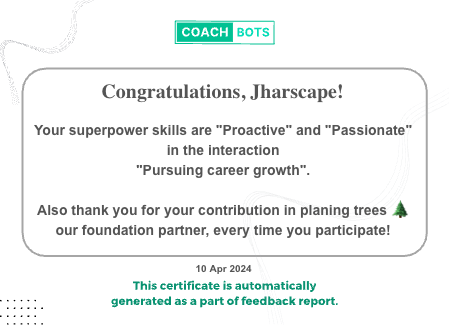 COACH BOTS
Congratulations, Jharscape!
Your superpower skills are "Proactive" and "Passionate"
in the interaction
"Pursuing career growth".
Also thank you for your contribution in planing trees 🌲
our foundation partner, every time you participate!
10 Apr 2024
This certificate is automatically
generated as a part of feedback report.